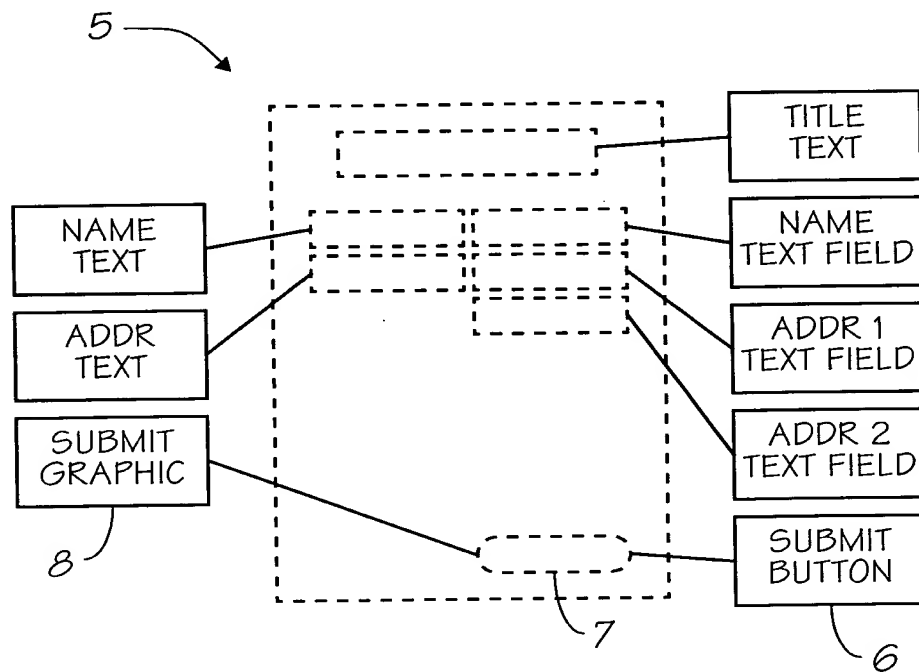 5
TITLE
TEXT
NAME
TEXT
NAME
TEXT FIELD
ADDR
TEXT
ADDR 1
TEXT FIELD
SUBMIT
GRAPHIC
ADDR 2
TEXT FIELD
SUBMIT
BUTTON
8
7
6